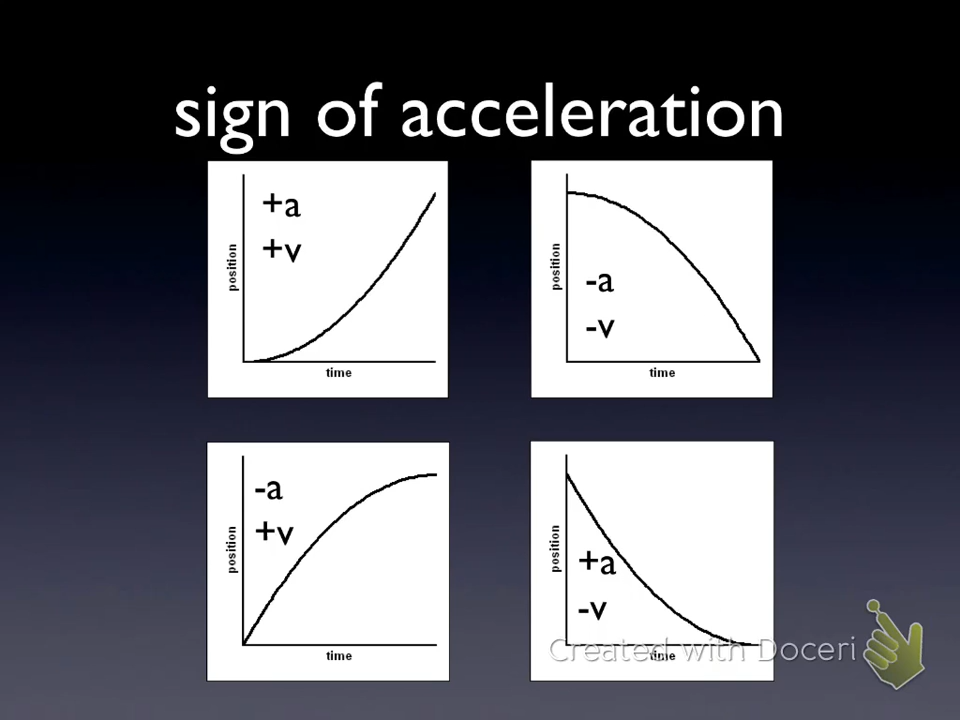 sign of acceleration
+a
+v
position
time
-a
-v
position
time
-a
+v
position
time
+a
-v
position
time
Created with Doceri